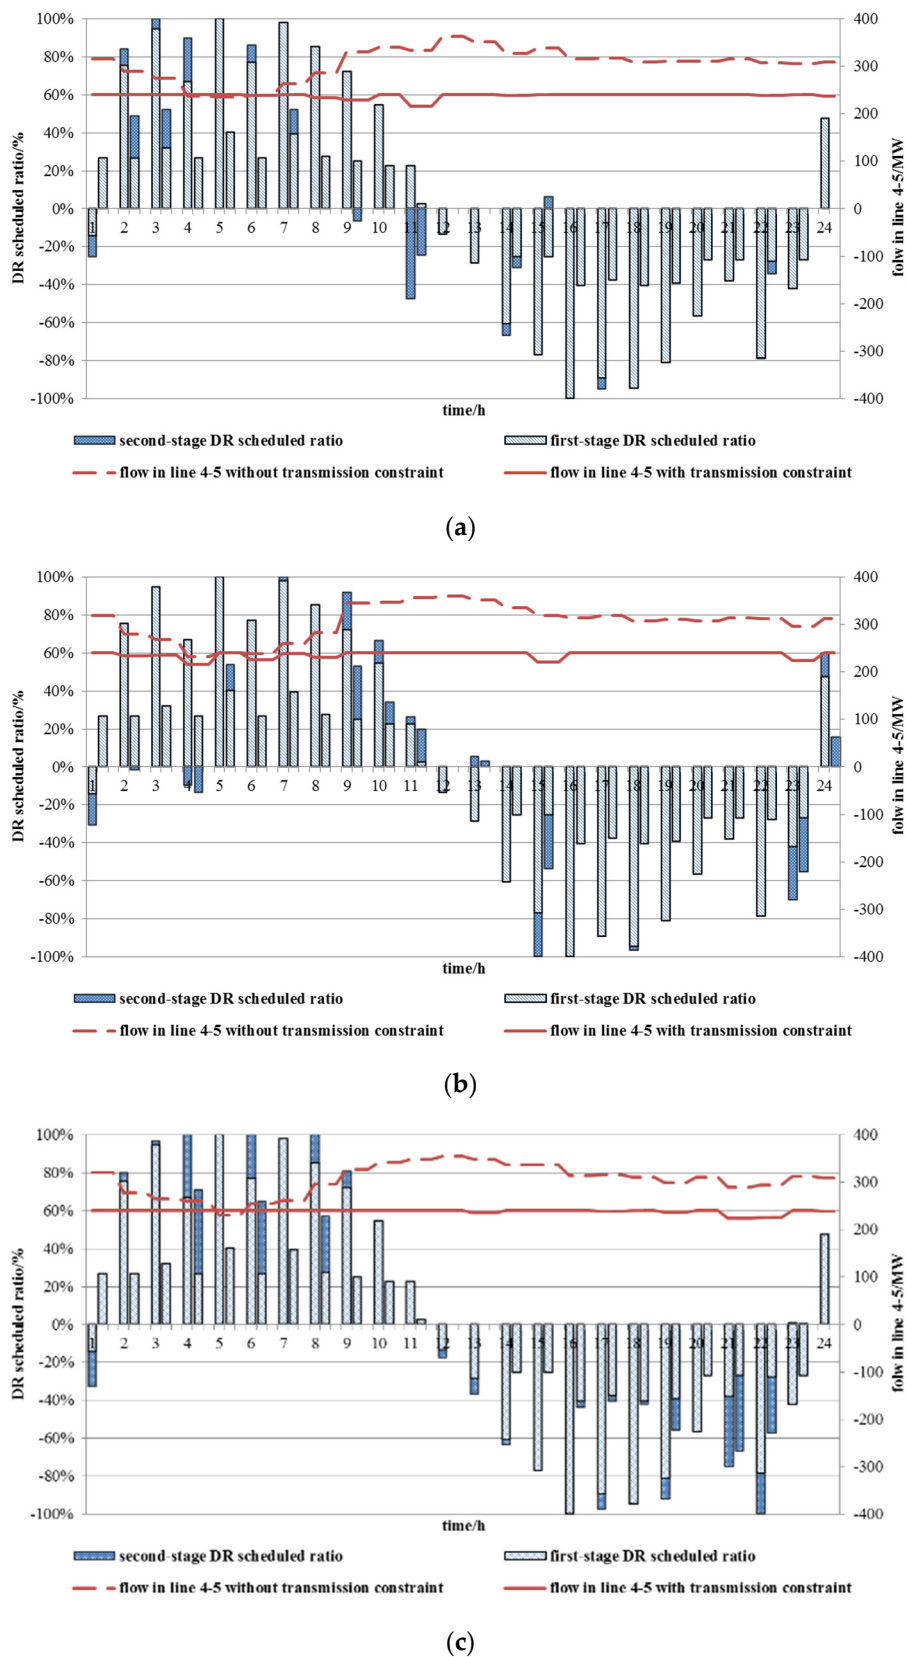 100%
80%
60%
40%
20%
0%
-20%
-40%
-60%
-80%
-100%
DR scheduled ratio/%
400
300
200
100
0
-100
-200
-300
-400
folw in line 4-5/MW
1 2 3 4 5 6 7 8 9 10 11 12 13 14 15 16 17 18 19 20 21 22 23 24
time/h
second-stage DR scheduled ratio
first-stage DR scheduled ratio
flow in line 4-5 without transmission constraint
flow in line 4-5 with transmission constraint
(a)
100%
80%
60%
40%
20%
0%
-20%
-40%
-60%
-80%
-100%
DR scheduled ratio/%
400
300
200
100
0
-100
-200
-300
-400
folw in line 4-5/MW
1 2 3 4 5 6 7 8 9 10 11 12 13 14 15 16 17 18 19 20 21 22 23 24
time/h
second-stage DR scheduled ratio
first-stage DR scheduled ratio
flow in line 4-5 without transmission constraint
flow in line 4-5 with transmission constraint
(b)
100%
80%
60%
40%
20%
0%
-20%
-40%
-60%
-80%
-100%
DR scheduled ratio/%
400
300
200
100
0
-100
-200
-300
-400
folw in line 4-5/MW
1 2 3 4 5 6 7 8 9 10 11 12 13 14 15 16 17 18 19 20 21 22 23 24
time/h
second-stage DR scheduled ratio
first-stage DR scheduled ratio
flow in line 4-5 without transmission constraint
flow in line 4-5 with transmission constraint
(c)